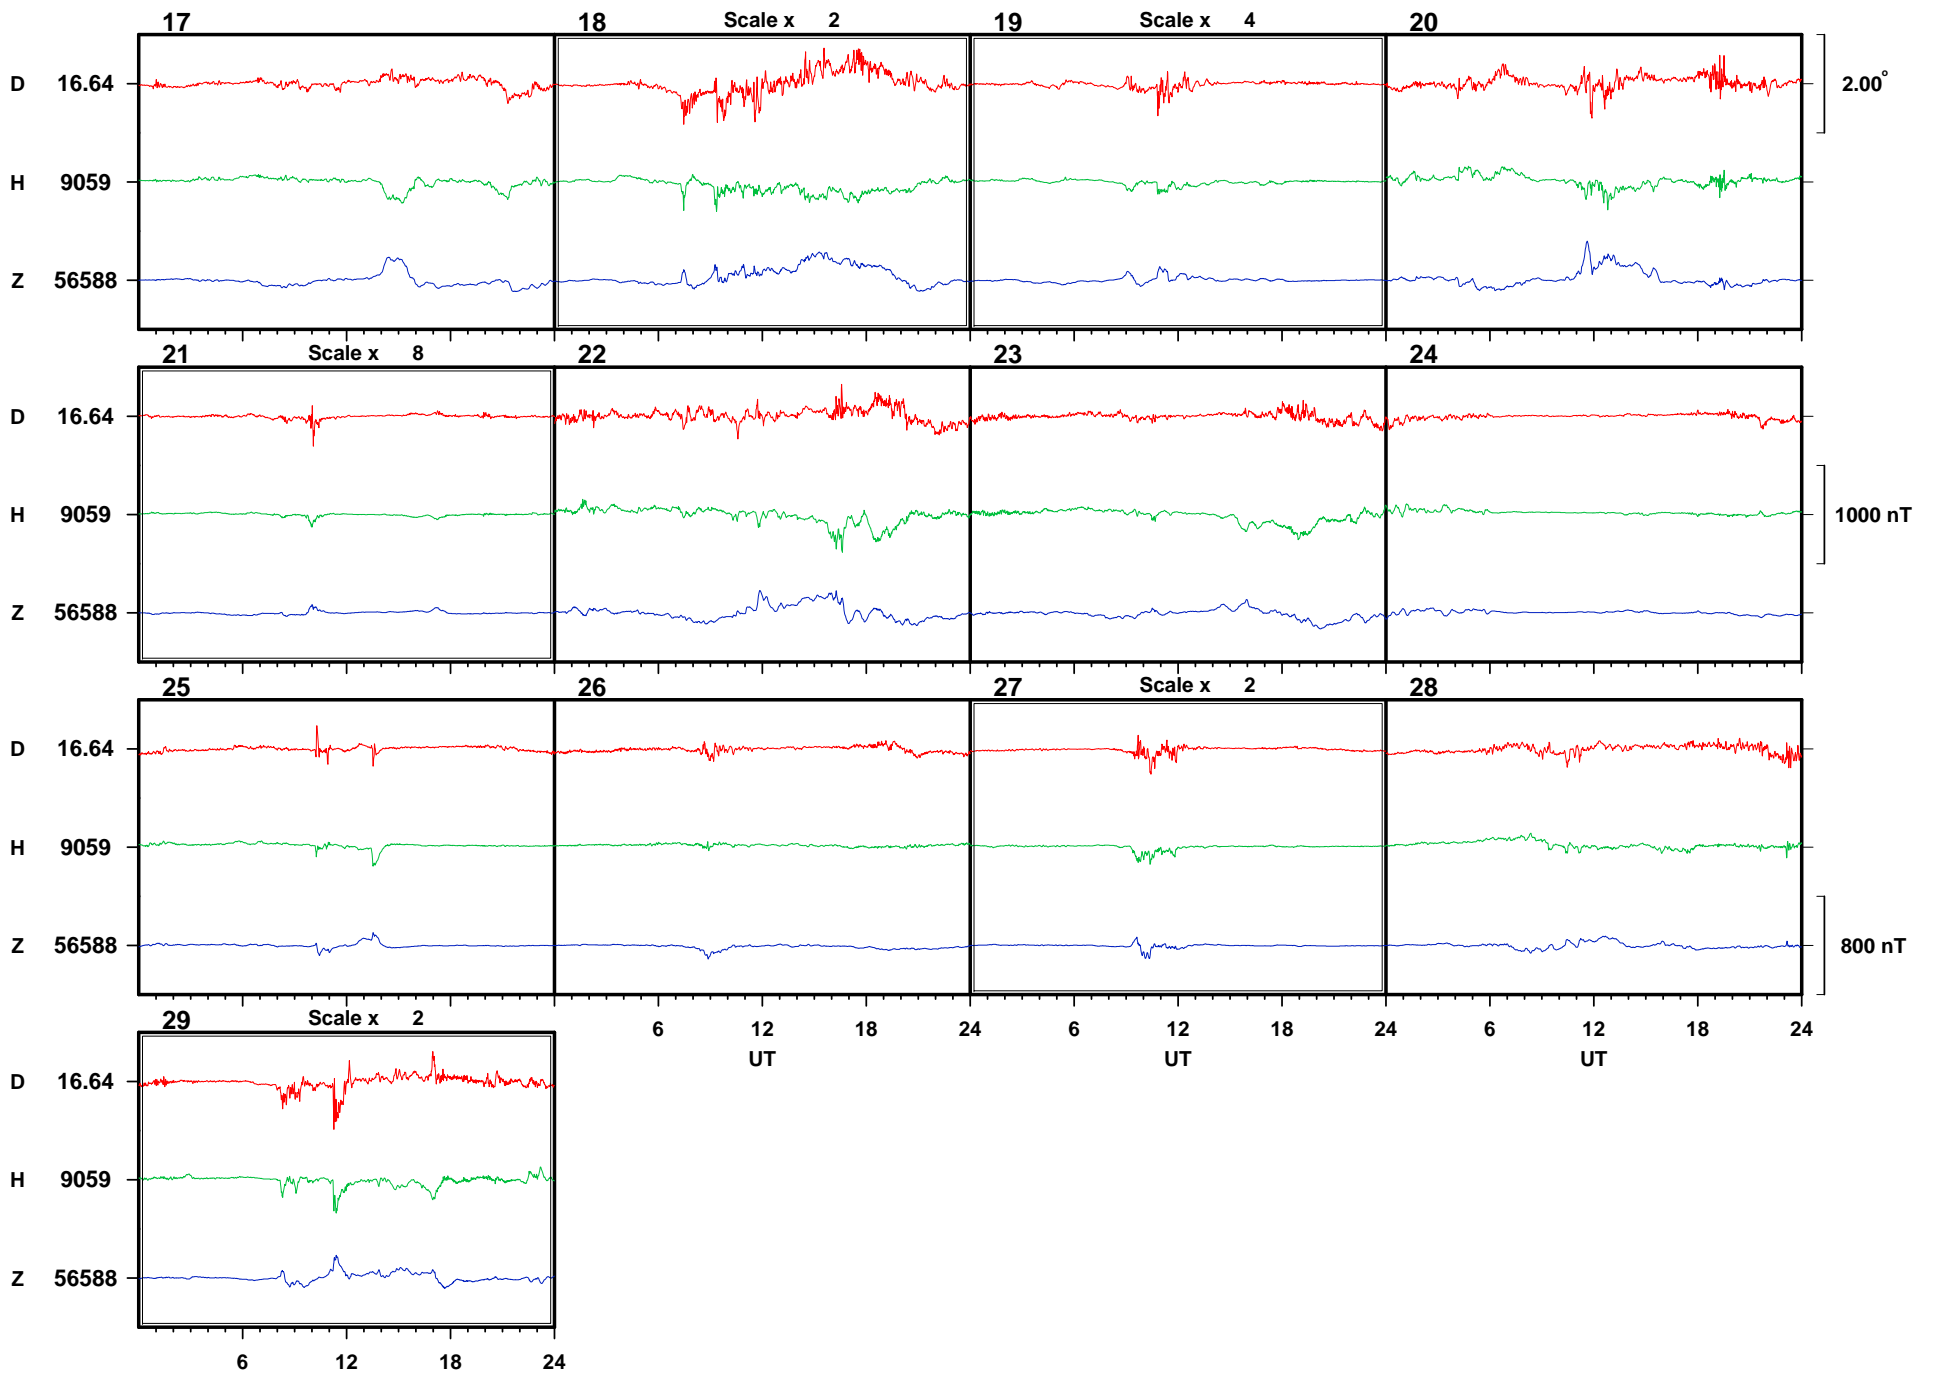 17 18 Scale x 2 19 Scale x 4 20
D 16.64
2.00°
H 9059
Z 56588
21 Scale x 8 22 23 24
D 16.64
H 9059
1000 nT
Z 56588
25 26 27 Scale x 2 28
D 16.64
H 9059
Z 56588
800 nT
29 Scale x 2
6 12 18 24 6 12 18 24 6 12 18 24
UT UT UT
D 16.64
H 9059
Z 56588
6 12 18 24